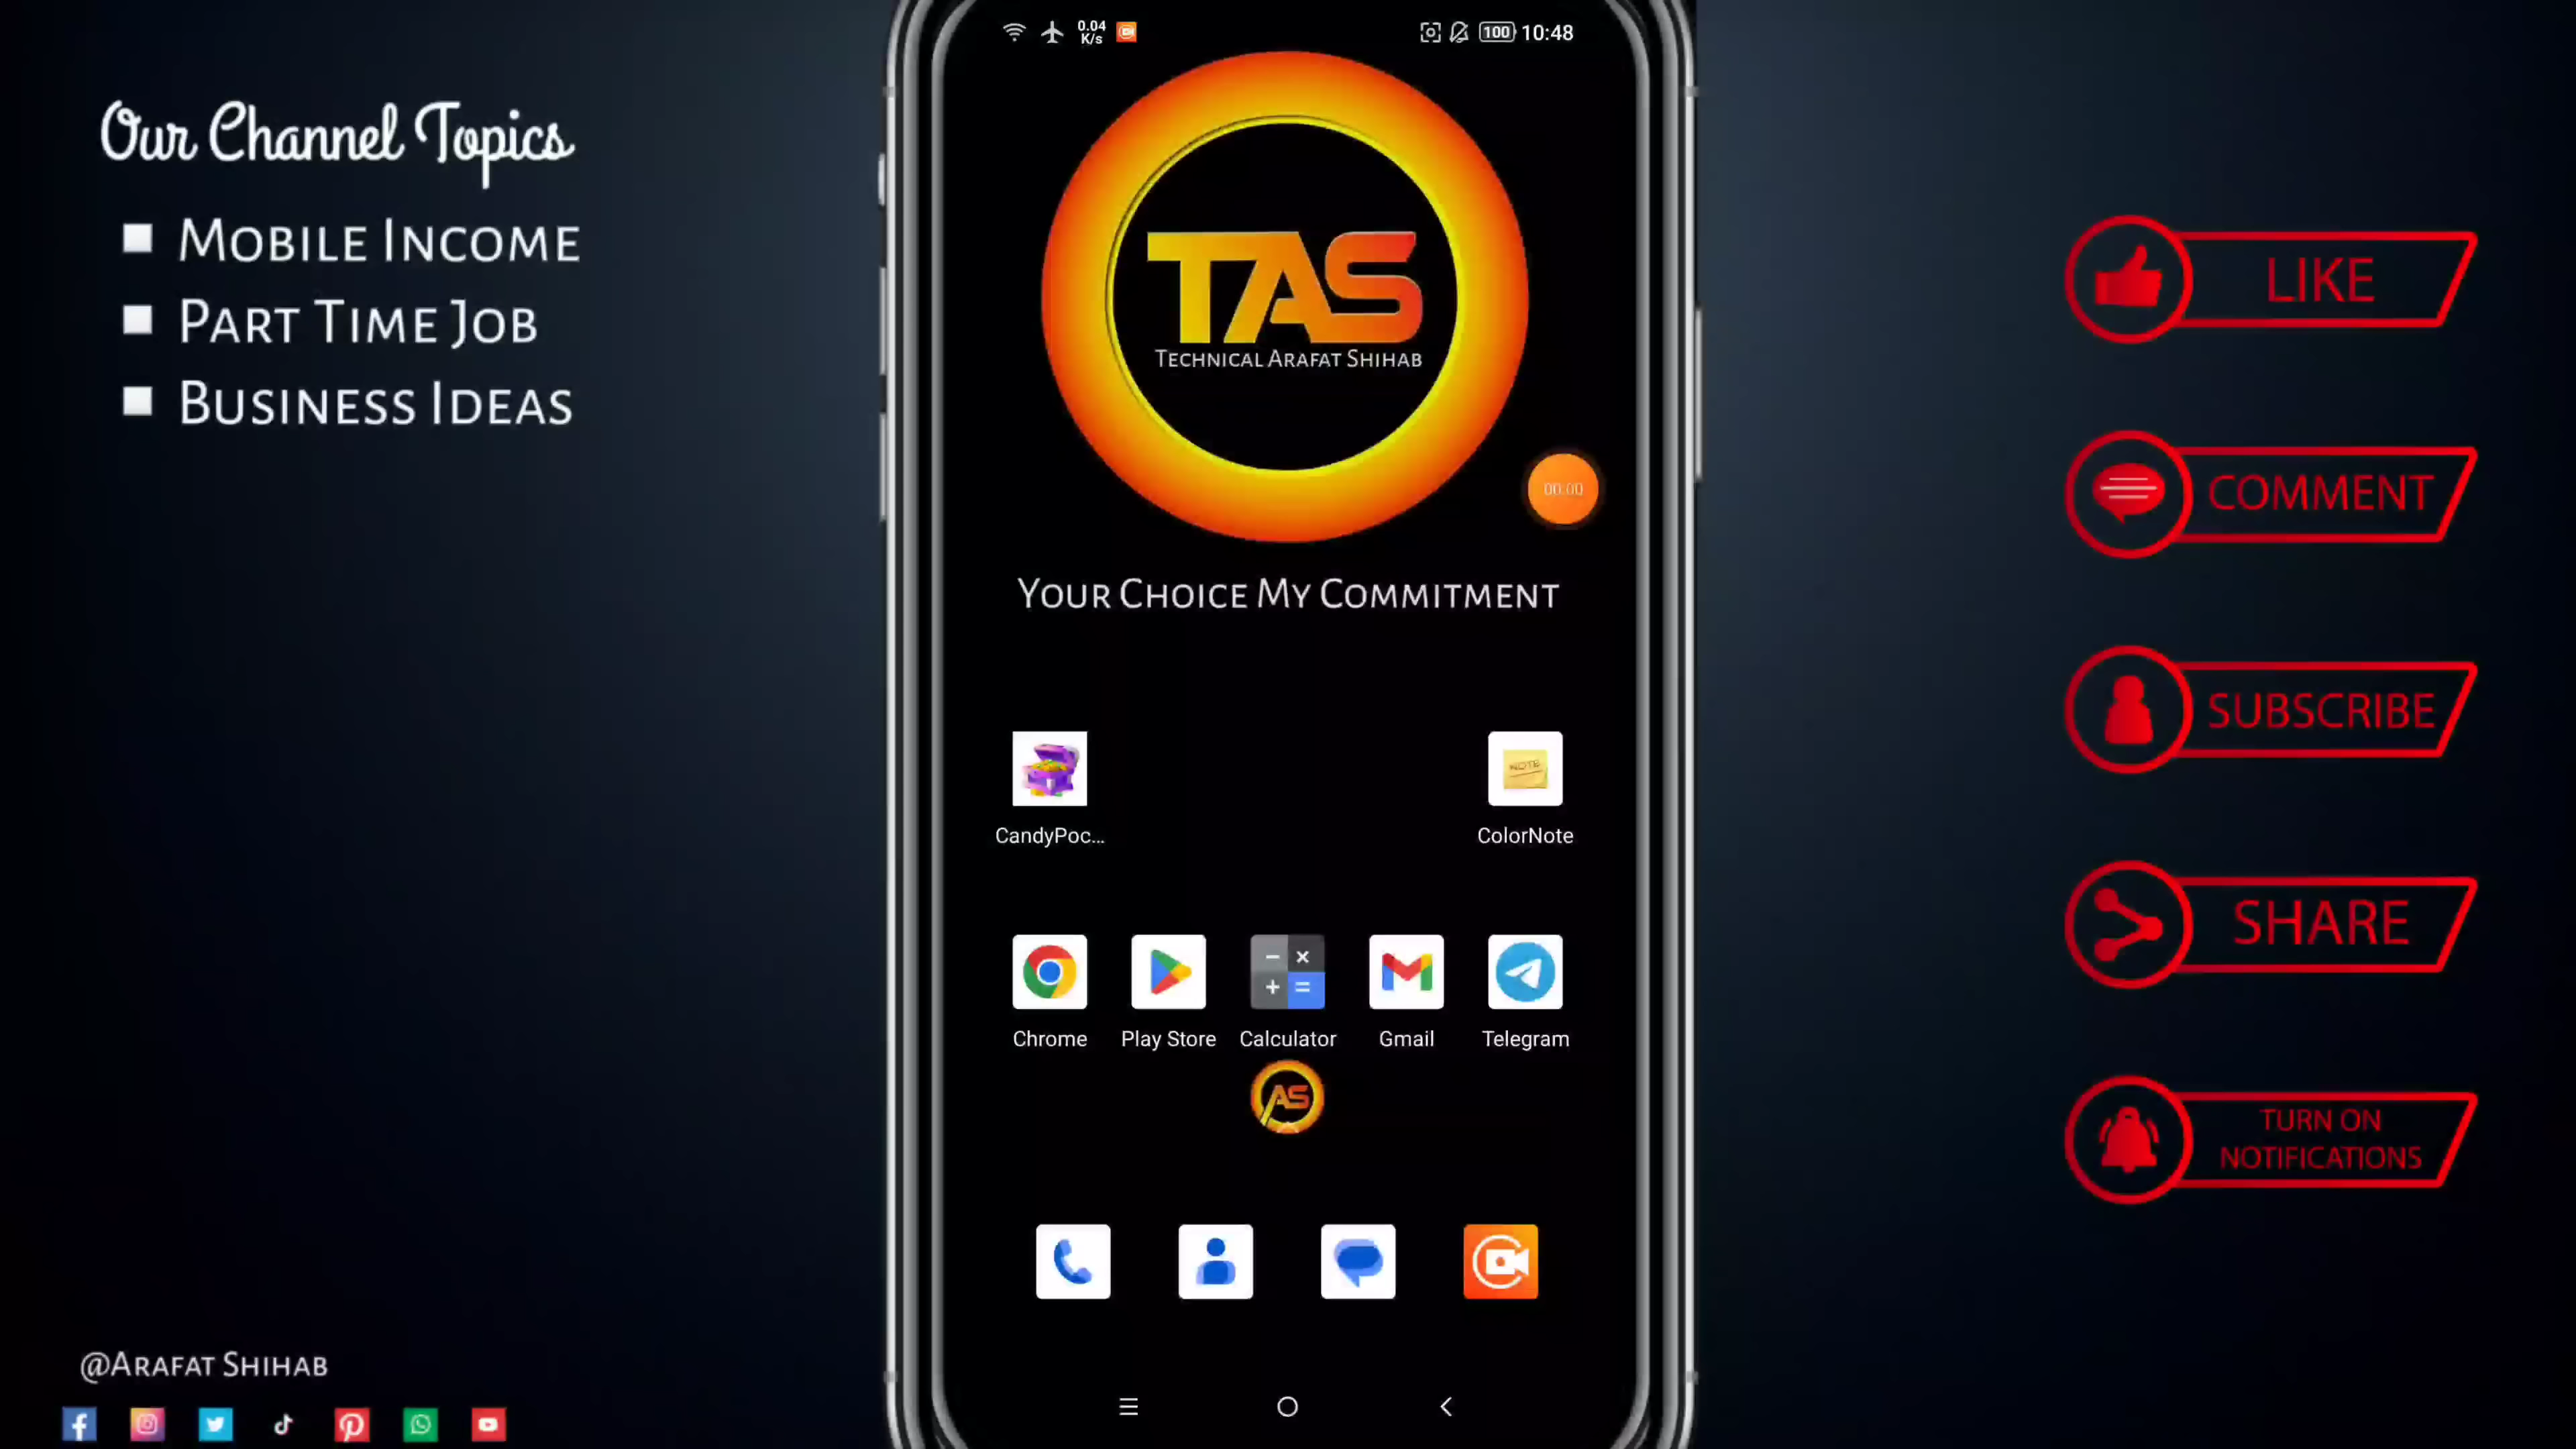 Our Channel Topics
Mobile Income
Part Time Job
Business Ideas
@Arafat Shihab
0.04
K/s
100 10:48
TAS
Technical Arafat Shihab
00:00
Your Choice My Commitment
NOTE
CandyPoc...
ColorNote
Chrome
Play Store
Calculator
Gmail
Telegram
AS
LIKE
COMMENT
SUBSCRIBE
SHARE
TURN ON
NOTIFICATIONS